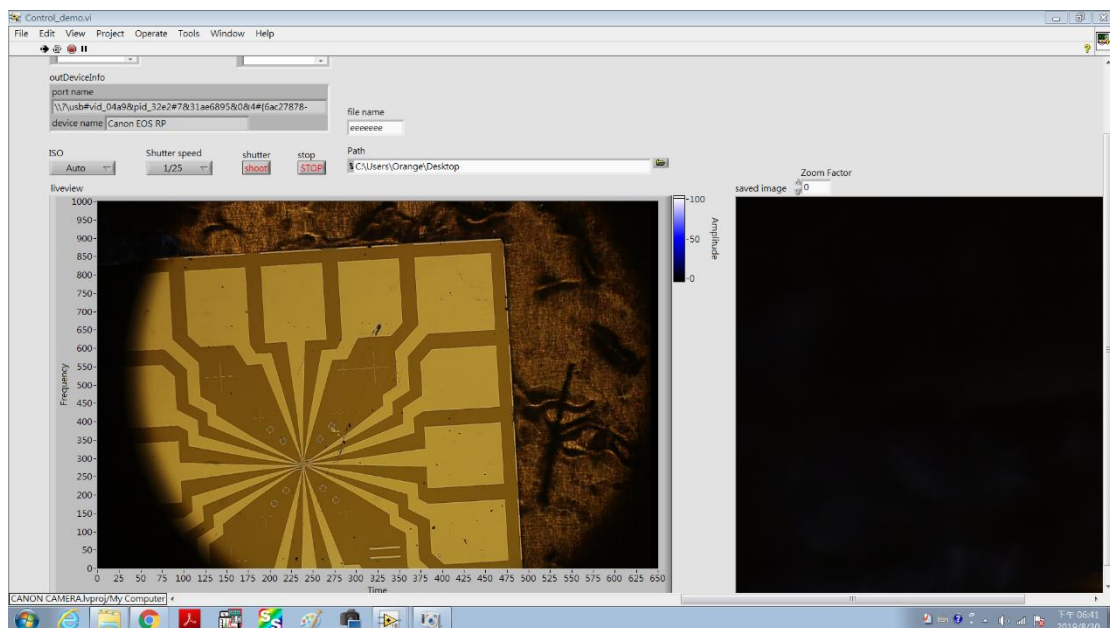 Control_demo.vi
File Edit View Project Operate Tools Window Help
outDeviceInfo
port name
\\?\usb#vid_04a9&pid_32e2#7&31ae6895&0&4#{6ac27878-
device name Canon EOS RP
file name
eeeeeee
ISO Shutter speed shutter stop Path
Auto 1/25 shoot STOP C:\Users\Orange\Desktop
Zoom Factor
liveview saved image 0
1000
950
900
850
800
750
700
650
600
550
500
450
400
350
300
250
200
150
100
50
0
Frequency
0 25 50 75 100 125 150 175 200 225 250 275 300 325 350 375 400 425 450 475 500 525 550 575 600 625 650
Time
100
50
0
Amplitude
CANON CAMERA.lvproj/My Computer
下午 06:41
2019/8/30